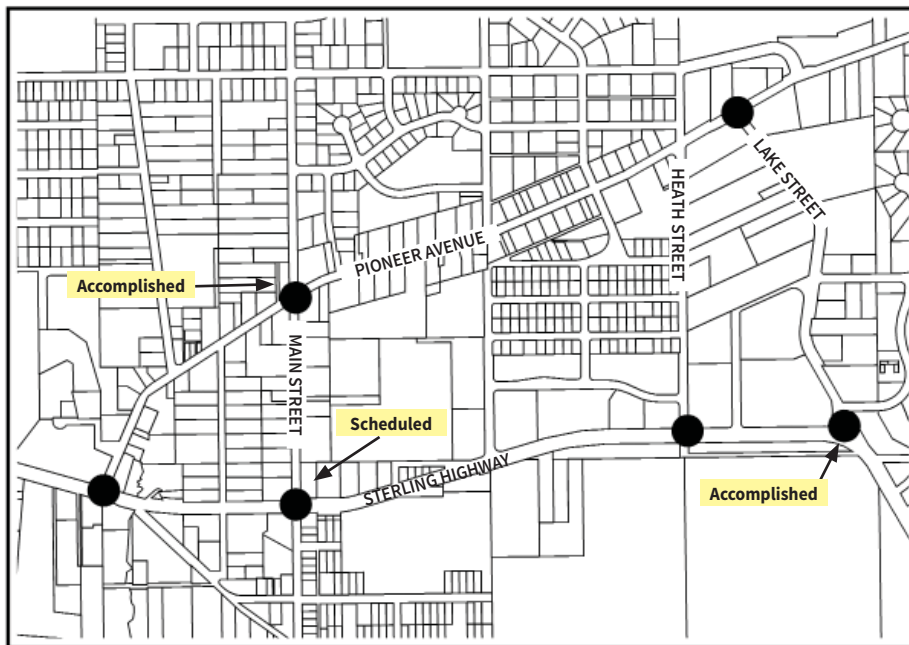 LAKE STREET
HEATH STREET
PIONEER AVENUE
Accomplished
MAIN STREET
Scheduled
STERLING HIGHWAY
Accomplished